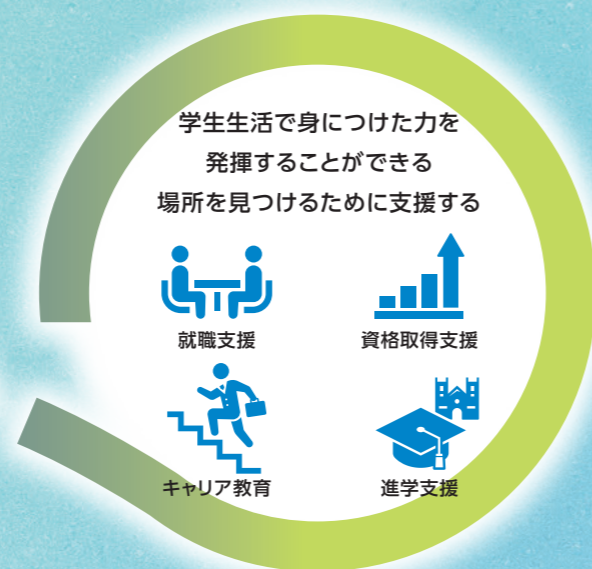 学生生活で身につけた力を
発揮することができる
場所を見つけるために支援する
就職支援
資格取得支援
キャリア教育
進学支援